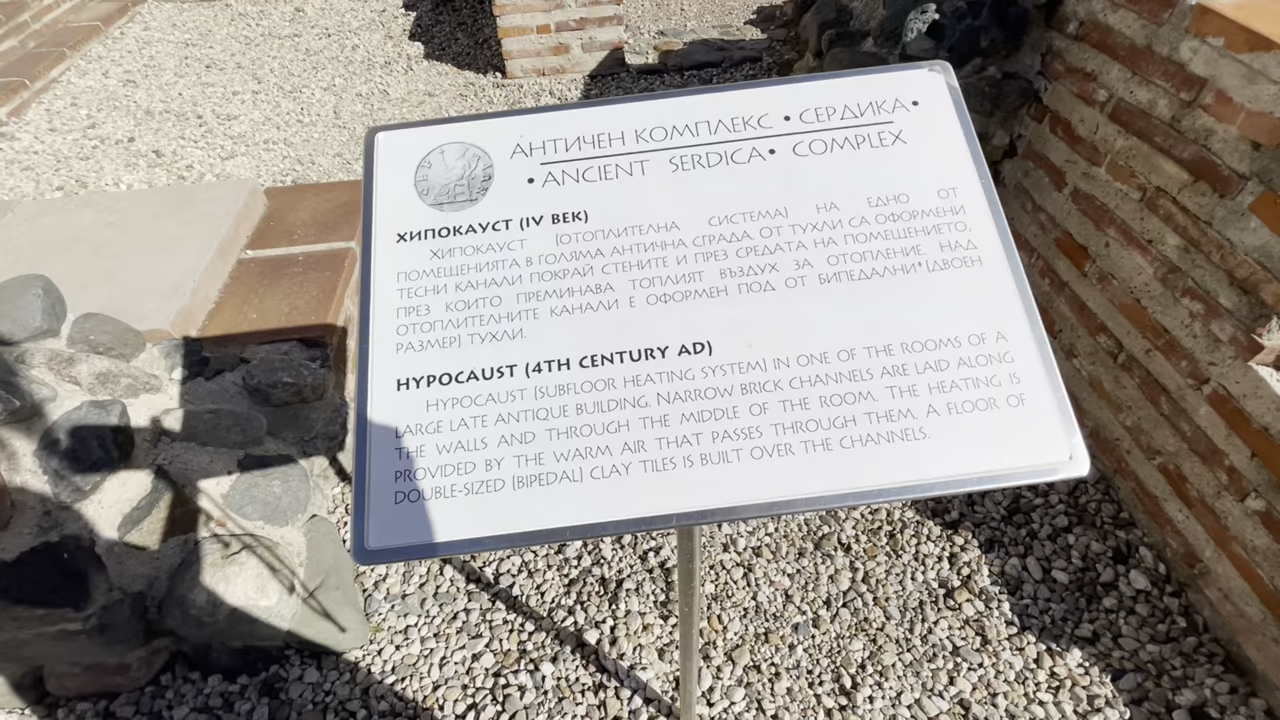 АНТИЧЕН КОМПЛЕКС • СЕРДИКА•
• ANCIENT SERDICA• COMPLEX
ХИПОКАУСТ (IV ВЕК)
ХИПОКАУСТ (ОТОПЛИТЕЛНА СИСТЕМА) НА ЕДНО ОТ
ПОМЕЩЕНИЯТА В ГОЛЯМА АНТИЧНА СГРАДА. ОТ ТУХЛИ СА ОФОРМЕНИ
ТЕСНИ КАНАЛИ ПОКРАЙ СТЕНИТЕ И ПРЕЗ СРЕДАТА НА ПОМЕЩЕНИЕТО,
ПРЕЗ КОИТО ПРЕМИНАВА ТОПЛИЯТ ВЪЗДУХ ЗА ОТОПЛЕНИЕ. НАД
ОТОПЛИТЕЛНИТЕ КАНАЛИ Е ОФОРМЕН ПОД ОТ БИПЕДАЛНИ*(ДВОЕН
РАЗМЕР) ТУХЛИ.
HYPOCAUST (4TH CENTURY AD)
HYPOCAUST (SUBFLOOR HEATING SYSTEM) IN ONE OF THE ROOMS OF A
LARGE LATE ANTIQUE BUILDING. NARROW BRICK CHANNELS ARE LAID ALONG
THE WALLS AND THROUGH THE MIDDLE OF THE ROOM. THE HEATING IS
PROVIDED BY THE WARM AIR THAT PASSES THROUGH THEM. A FLOOR OF
DOUBLE-SIZED (BIPEDAL) CLAY TILES IS BUILT OVER THE CHANNELS.